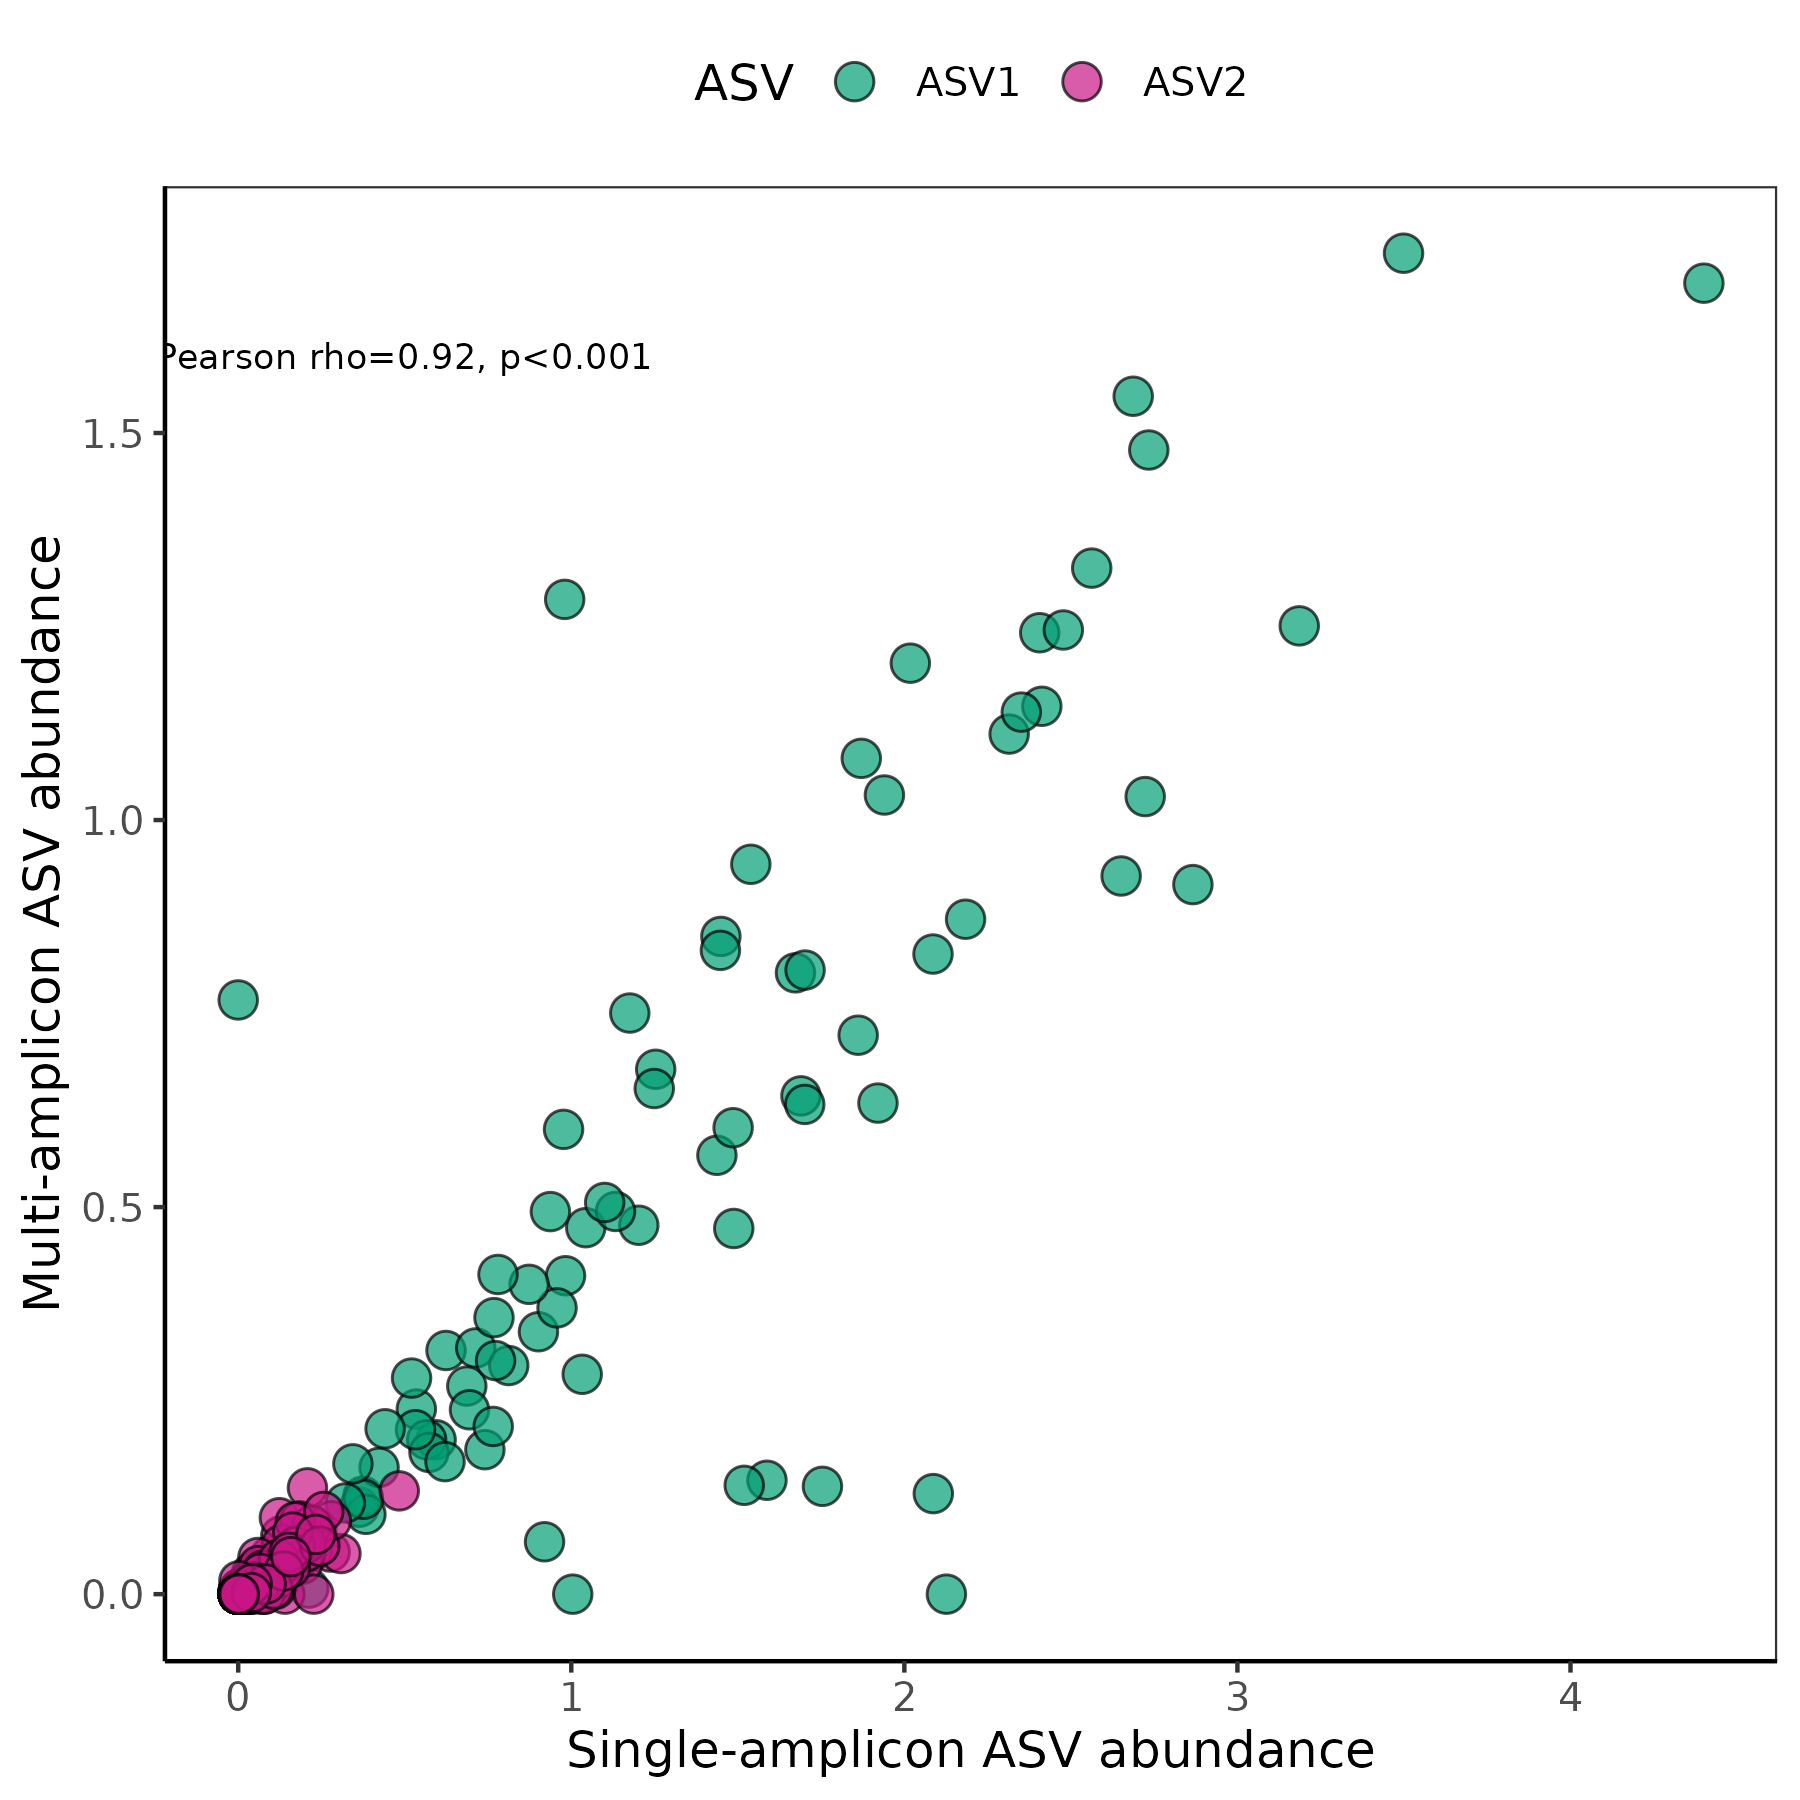 ASV ASV1 ASV2
Pearson rho=0.92, p<0.001
1.5
1.0
0.5
0.0
Multi-amplicon ASV abundance
0 1 2 3 4
Single-amplicon ASV abundance